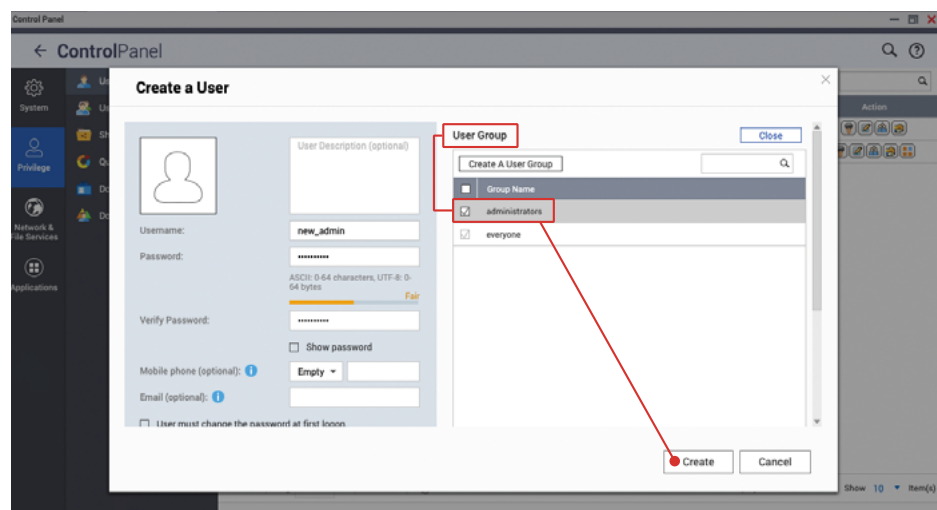 Control Panel
ControlPanel
System
Privilege
Network &
File Services
Applications
Action
Create a User
User Description (optional)
Username:
new_admin
Password:
ASCII: 0-64 characters, UTF-8: 0-
64 bytes
Fair
Verify Password:
Show password
Mobile phone (optional):
Empty
Email (optional):
User must change the password at first logon
User Group
Close
Create A User Group
Group Name
administrators
everyone
Create
Cancel
Show 10 Item(s)